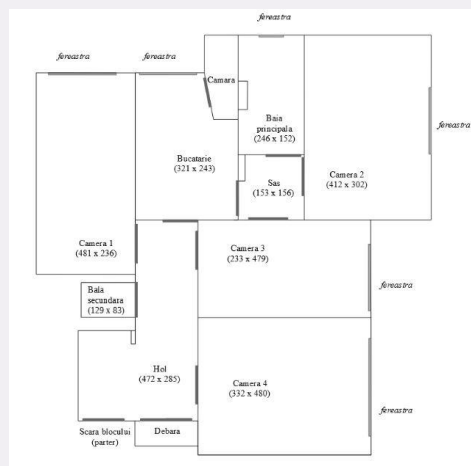 fereastra
fereastra
fereastra
Camara
Baia
principala
(246 x 152)
fereastra
Bucatarie
(321 x 243)
Sas
(153 x 156)
Camera 2
(412 x 302)
Camera 1
(481 x 236)
Camera 3
(233 x 479)
fereastra
Baia
secundara
(129 x 83)
Hol
(472 x 285)
Camera 4
(332 x 480)
fereastra
Scara blocului
(parter)
Debara